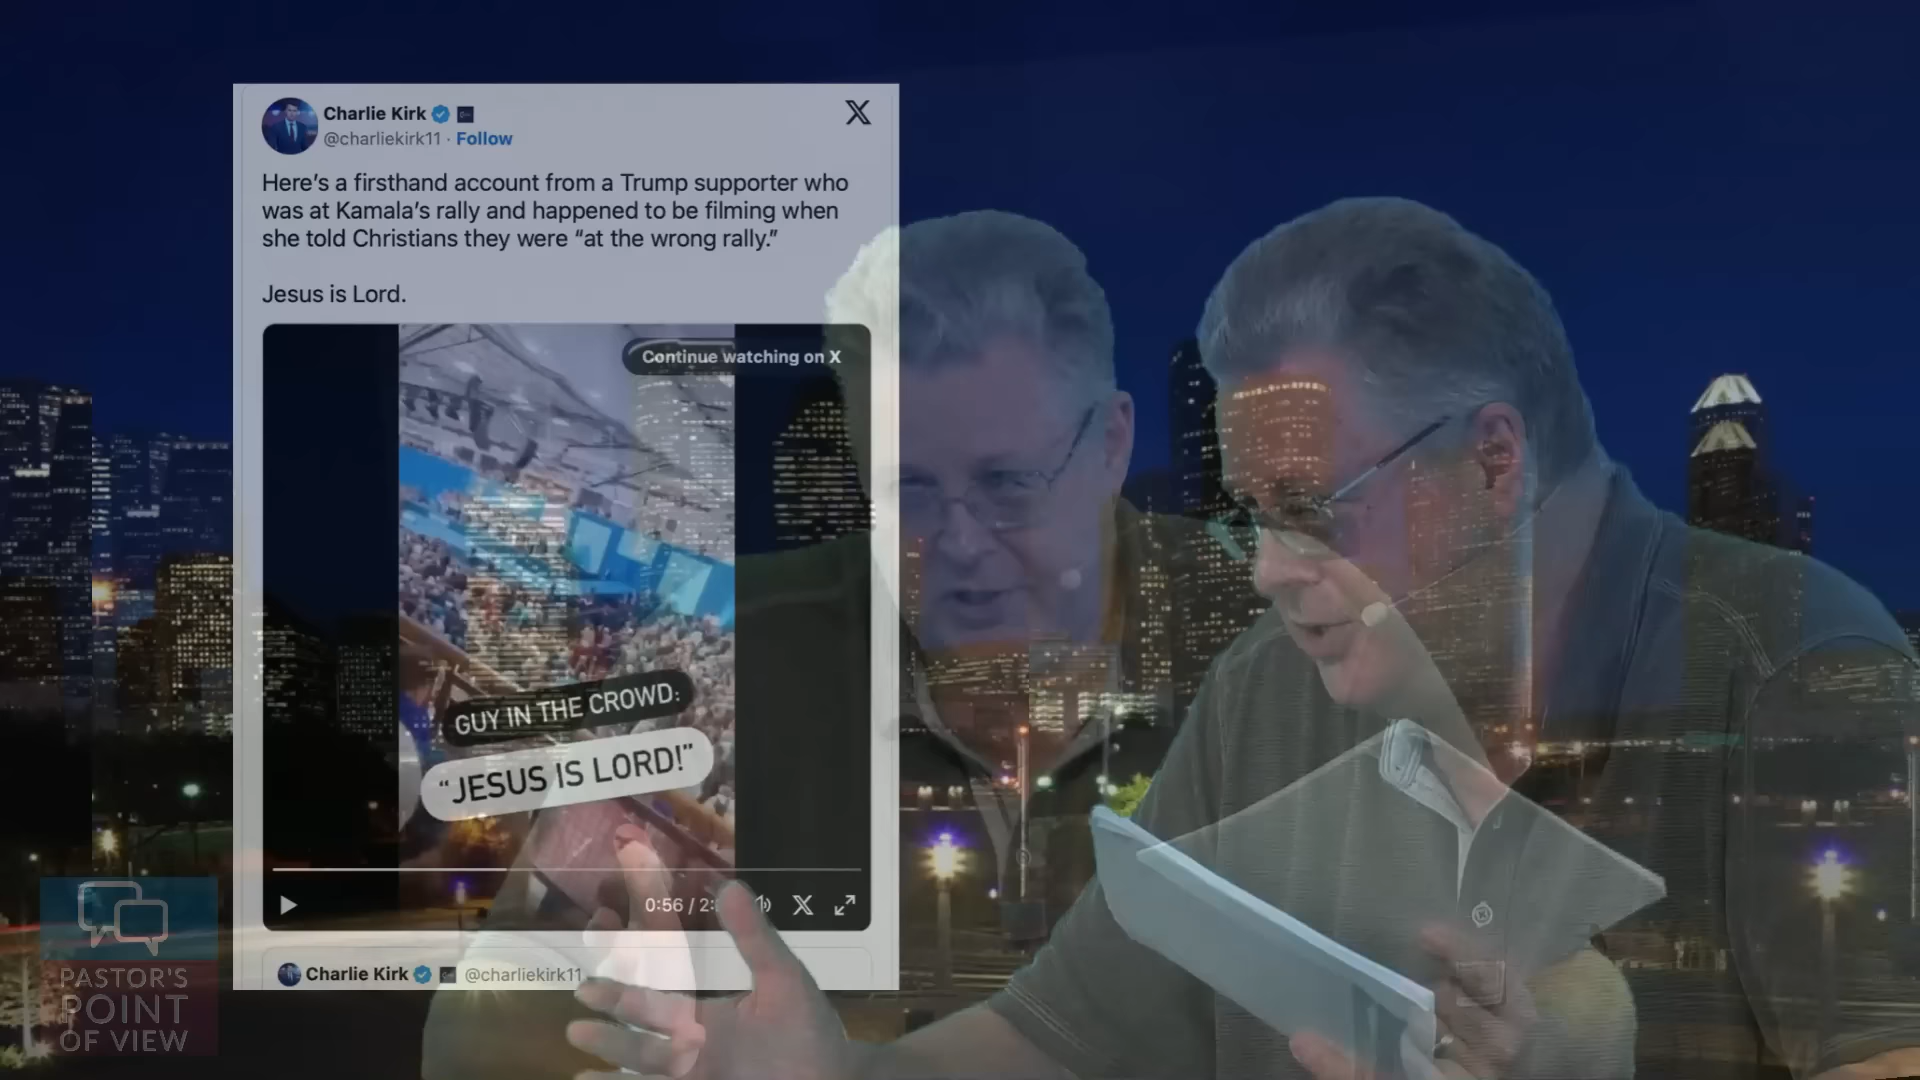 Charlie Kirk
@charliekirk11 · Follow
Here's a firsthand account from a Trump supporter who
was at Kamala's rally and happened to be filming when
she told Christians they were “at the wrong rally.”
Jesus is Lord.
Continue watching on X
GUY IN THE CROWD:
“JESUS IS LORD!”
0:56 / 2:
Charlie Kirk @charliekirk11
PASTOR'S
POINT
OF VIEW